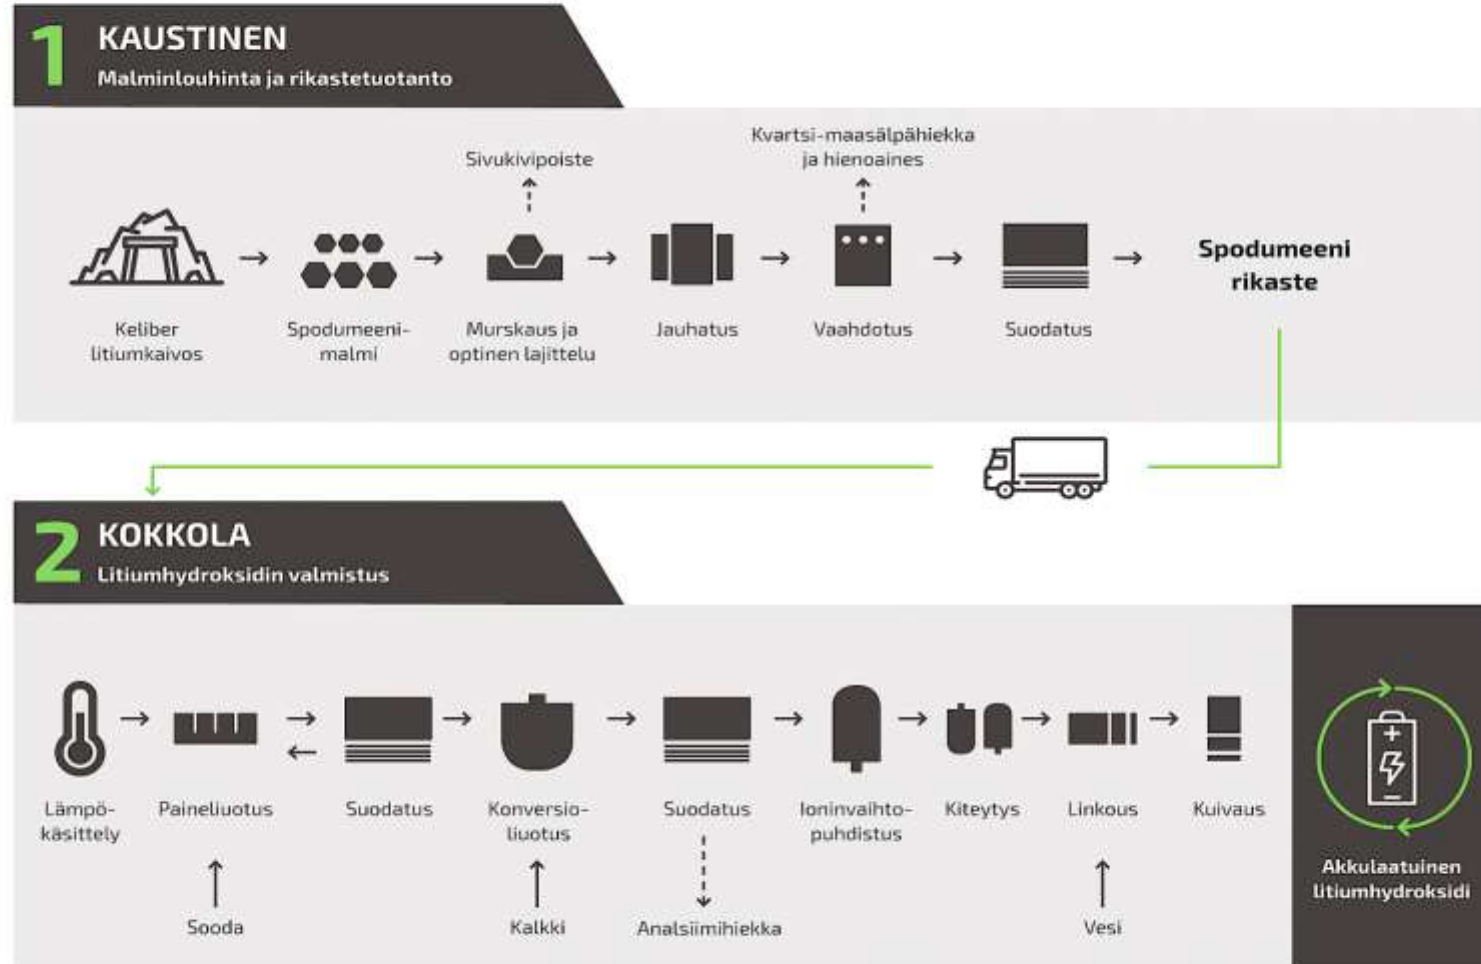 1
KAUSTINEN
Malminlouhinta ja rikastetuotanto
Sivukivipoiste
Kvartsi-maasälpähiekka
ja hienoaines
Keliber
litiumkaivos
Spodumeeni-
malmi
Murskaus ja
optinen lajittelu
Jauhatus
Vaahdotus
Suodatus
Spodumeeni
rikaste
2
KOKKOLA
Litiumhydroksidin valmistus
Lämpö-
käsittely
Paineliuotus
Suodatus
Konversio-
liuotus
Suodatus
Ioninvaihto-
puhdistus
Kiteytys
Linkous
Kuivaus
Sooda
Kalkki
Analsiimihiekka
Vesi
Akkulaatuinen
litiumhydroksidi